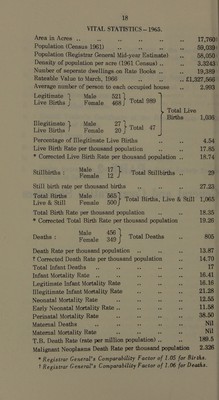 18
VITAL STATISTICS—1963.
Area in Acres .. .. .. .. .. .. 17,760
Population (Census 1961) .. .. .. .. 59,039
Population (Registrar General Mid-year Estimate) .. 58,050
Density of population per acre (1961 Census) .. .. 3.3243
Number of seperate dwellings on Rate Books .. .. 19,389
Rateable Value to March, 1960 .. .. .. £1,327,666
Average number of person to each occupied house .. 2.993
Legitimate Male 521
Live Births Female 468 Total 989
Total Live Births 1,036
Illegitimate Male 27
Live Births Female 20 Total 47
Percentage of Illegitimate Live Births .. .. 4.54
Live Birth Rate per thousand population .. .. 17.85
* Corrected Live Birth Rate per thousand population .. 18.74
Stillbirths : Male 17
Female 12 Total Stillbirths .. 29
Still birth rate per thousand births .. .. .. 27.23
Total Births Male 565
Live & Still Female 500 Total Births, Live & Still 1,065
Total Birth Rate per thousand population .. .. 18.35
* Corrected Total Birth Rate per thousand population 19.26
Deaths : Male 456
Female 349 Total Deaths .. 805
Death Rate per thousand population .. .. .. 13.87
† Corrected Death Rate per thousand population .. 14.70
Total Infant Deaths .. .. .. .. .. 17
Infant Mortality Rate .. .. .. .. .. 16.41
Legitimate Infant Mortality Rate .. .. .. 16.16
Illegitimate Infant Mortality Rate .. .. .. 21.28
Neonatal Mortality Rate .. .. .. .. 12.55
Early Neonatal Mortality Rate .. .. .. .. 11.58
Perinatal Mortality Rate .. .. .. .. 38.50
Maternal Deaths .. .. .. .. .. .. Nil
Maternal Mortality Rate .. .. .. .. .. Nil
T.B. Death Rate (rate per million population) .. .. 189.5
Malignant Neoplasms Death Rate per thousand population 2.326
* Registrar General's Comparability Factor of 1.05 for Births.
† Registrar General's Comparability Factor of 1.06 for Deaths.